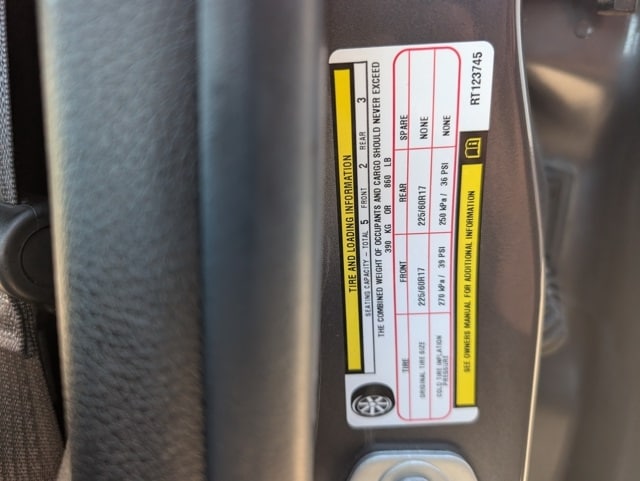 TIRE AND LOADING INFORMATION
SEATING CAPACITY - TOTAL 5 FRONT 2 REAR 3
THE COMBINED WEIGHT OF OCCUPANTS AND CARGO SHOULD NEVER EXCEED
390 KG OR 860 LB
TIRE FRONT REAR SPARE
ORIGINAL TIRE SIZE 225/60R17 225/60R17 NONE
COLD TIRE INFLATION PRESSURE 270 kPa / 39 PSI 250 kPa / 36 PSI NONE
SEE OWNERS MANUAL FOR ADDITIONAL INFORMATION
RT123745